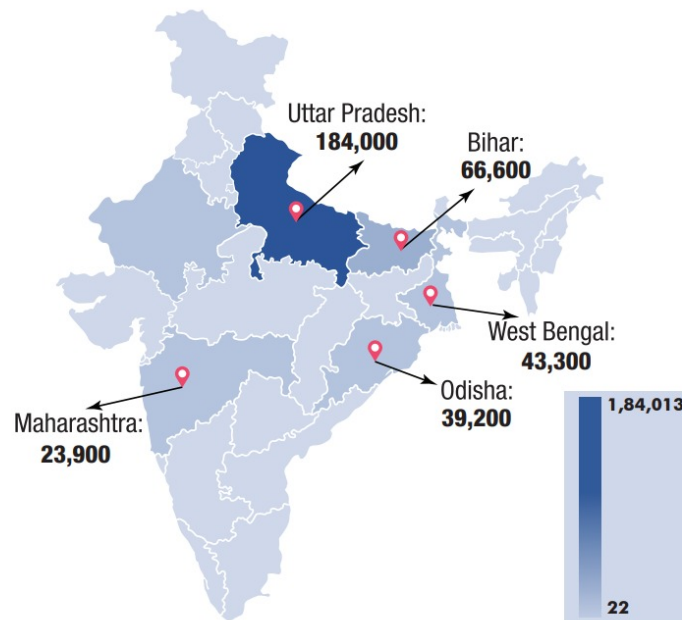 Uttar Pradesh:
184,000
Bihar:
66,600
West Bengal:
43,300
Odisha:
39,200
Maharashtra:
23,900
1,84,013
22